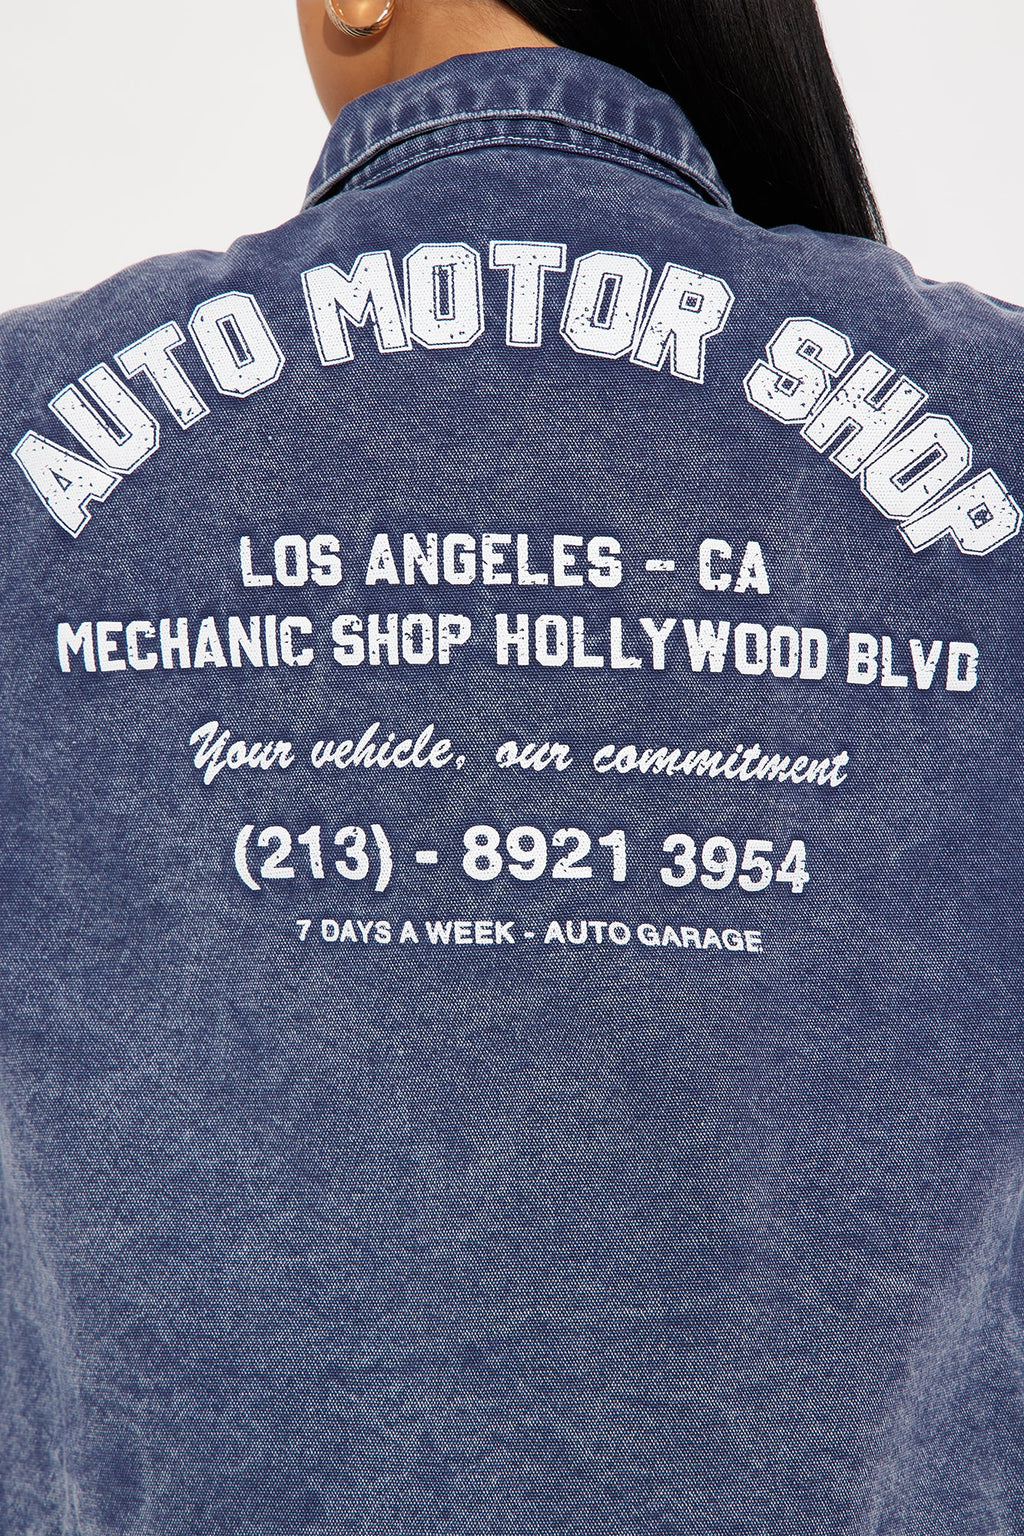 AUTO MOTOR SHOP
LOS ANGELES - CA
MECHANIC SHOP HOLLYWOOD BLVD
Your vehicle, our commitment
(213) - 8921 3954
7 DAYS A WEEK - AUTO GARAGE